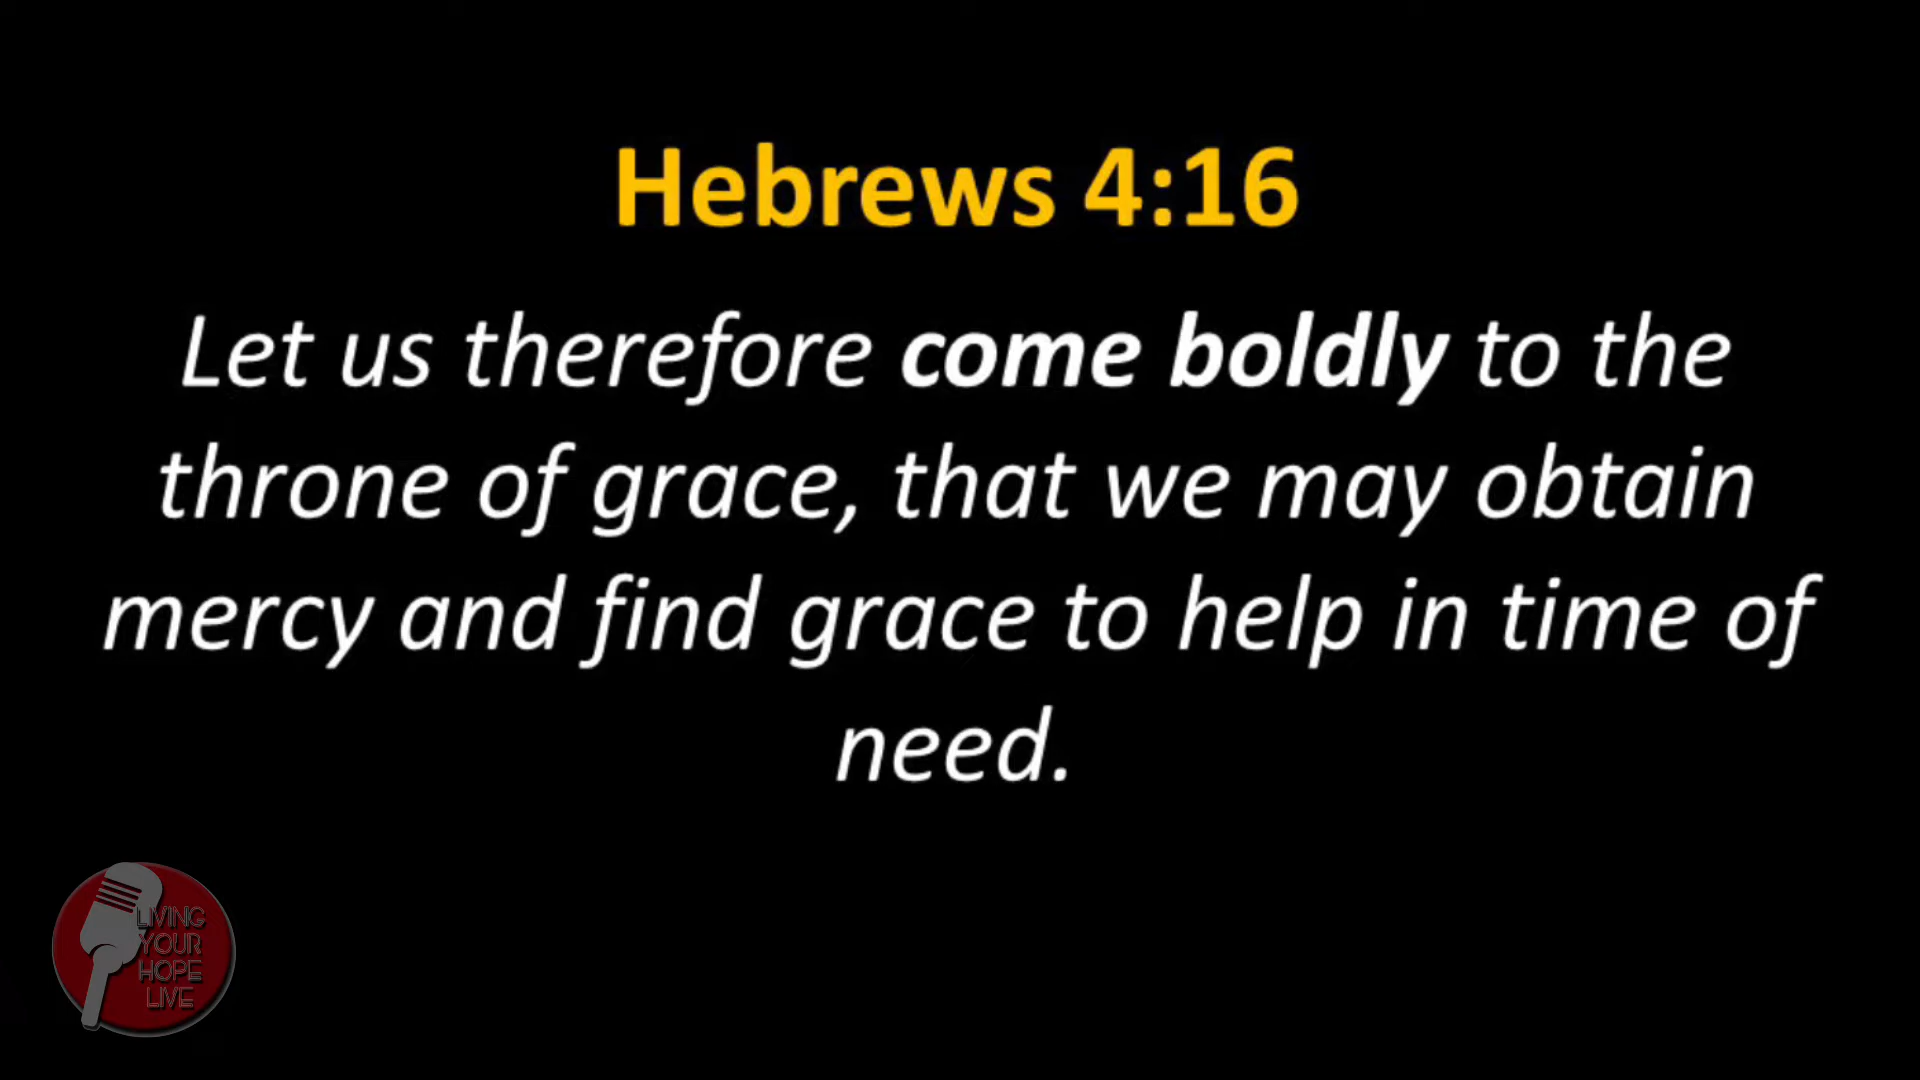 Hebrews 4:16
Let us therefore come boldly to the
throne of grace, that we may obtain
mercy and find grace to help in time of
need.
LIVING
YOUR
HOPE
LIVE